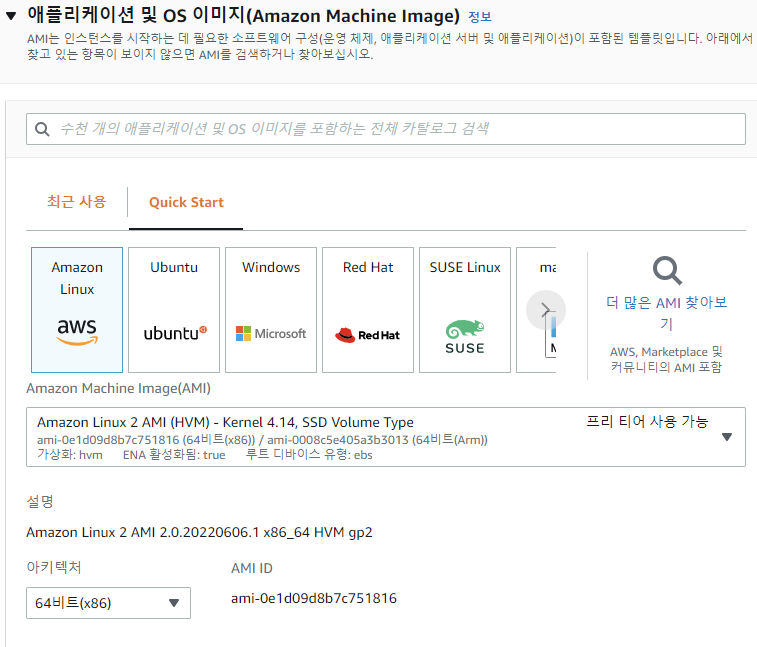 애플리케이션 및 OS 이미지(Amazon Machine Image) 정보
AMI는 인스턴스를 시작하는 데 필요한 소프트웨어 구성(운영 체제, 애플리케이션 서버 및 애플리케이션)이 포함된 템플릿입니다. 아래에서
찾고 있는 항목이 보이지 않으면 AMI를 검색하거나 찾아보십시오.
수천 개의 애플리케이션 및 OS 이미지를 포함하는 전체 카탈로그 검색
최근 사용
Quick Start
Amazon
Linux
aws
Ubuntu
ubuntu
Windows
Microsoft
Red Hat
Red Hat
SUSE Linux
SUSE
ma
M
더 많은 AMI 찾아보
기
AWS, Marketplace 및
커뮤니티의 AMI 포함
Amazon Machine Image(AMI)
Amazon Linux 2 AMI (HVM) - Kernel 4.14, SSD Volume Type
프리 티어 사용 가능
ami-0e1d09d8b7c751816 (64비트(x86)) / ami-0008c5e405a3b3013 (64비트(Arm))
가상화: hvm ENA 활성화됨: true 루트 디바이스 유형: ebs
설명
Amazon Linux 2 AMI 2.0.20220606.1 x86_64 HVM gp2
아키텍처
AMI ID
64비트(x86)
ami-0e1d09d8b7c751816